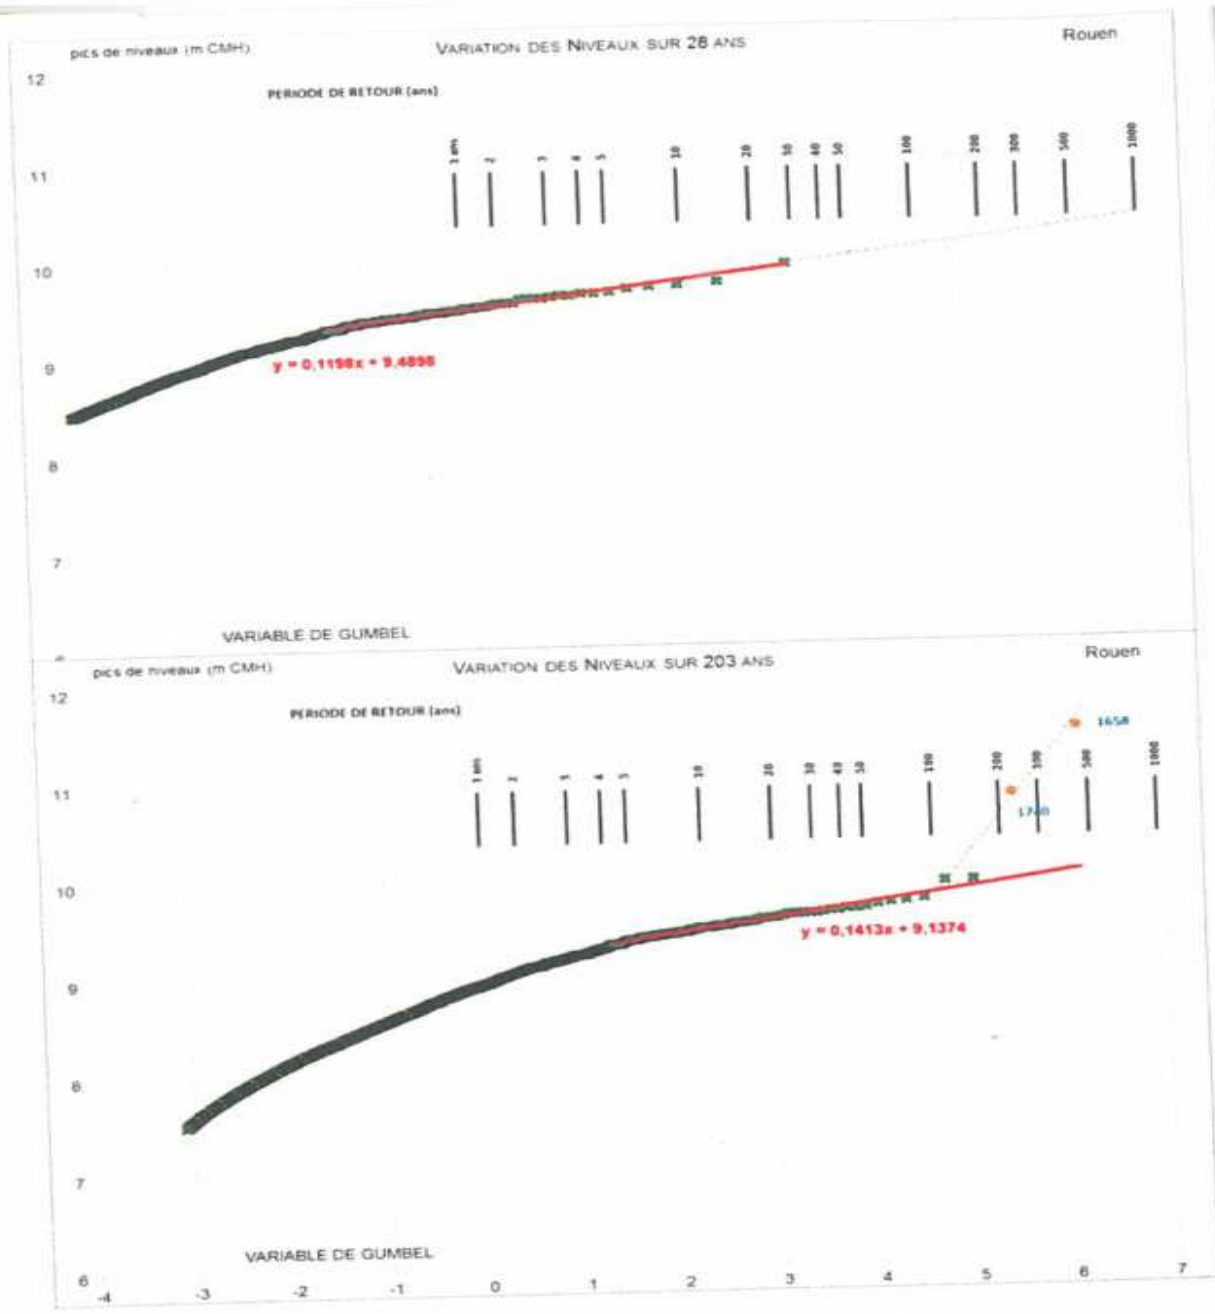 pics de niveaux (m CMH) VARIATION DES NIVEAUX SUR 28 ANS Rouen
12
PERIODE DE RETOUR (ans)
1 ans 2 3 4 5 10 20 30 40 50 100 200 300 500 1000
11
10
9
y = 0,1198x + 9,4898
8
7
VARIABLE DE GUMBEL
pics de niveaux (m CMH) VARIATION DES NIVEAUX SUR 203 ANS Rouen
12
PERIODE DE RETOUR (ans)
1658
1 ans 2 3 4 5 10 20 30 40 50 100 200 300 500 1000
11
1740
10
y = 0,1413x + 9,1374
9
8
7
VARIABLE DE GUMBEL
6
-4 -3 -2 -1 0 1 2 3 4 5 6 7